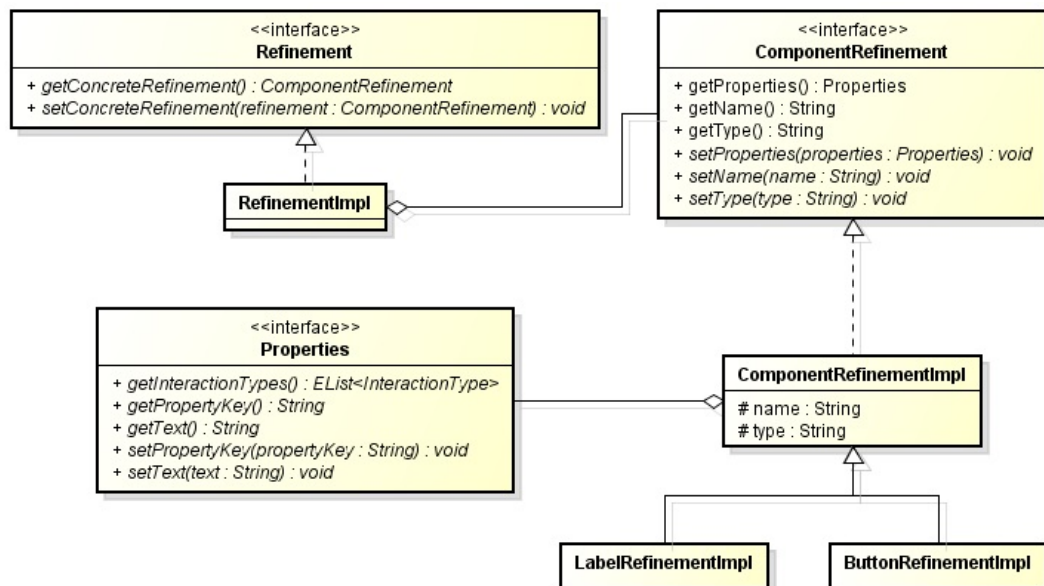 <<interface>>
Refinement
+ getConcreteRefinement() : ComponentRefinement
+ setConcreteRefinement(refinement : ComponentRefinement) : void
RefinementImpl
<<interface>>
ComponentRefinement
+ getProperties() : Properties
+ getName() : String
+ getType() : String
+ setProperties(properties : Properties) : void
+ setName(name : String) : void
+ setType(type : String) : void
<<interface>>
Properties
+ getInteractionTypes() : EList<InteractionType>
+ getPropertyKey() : String
+ getText() : String
+ setPropertyKey(propertyKey : String) : void
+ setText(text : String) : void
ComponentRefinementImpl
# name : String
# type : String
LabelRefinementImpl
ButtonRefinementImpl